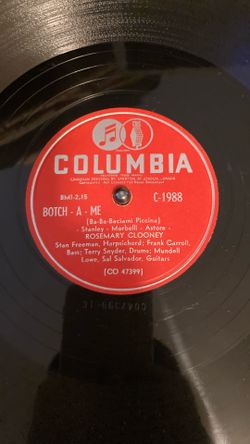 COLUMBIA
BMI-2,15
C-1988
BOTCH - A - ME
(Ba-Ba-Baciami Piccina)
- Stanley - Morbelli - Astore -
ROSEMARY CLOONEY
Stan Freeman, Harpsichord; Frank Carroll,
Bass; Terry Snyder, Drums; Mundell
Lowe, Sal Salvador, Guitars
(CO 47399)